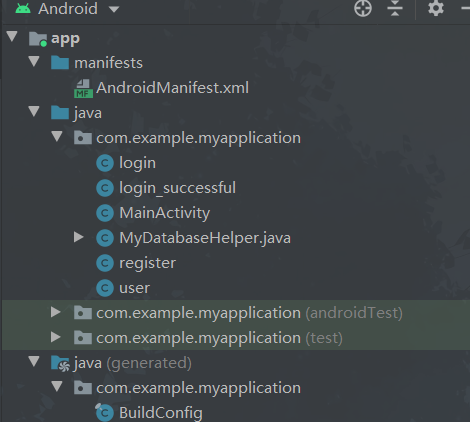 Android
app
manifests
MF AndroidManifest.xml
java
com.example.myapplication
C login
C login_successful
C MainActivity
C MyDatabaseHelper.java
C register
C user
com.example.myapplication (androidTest)
com.example.myapplication (test)
java (generated)
com.example.myapplication
C BuildConfig